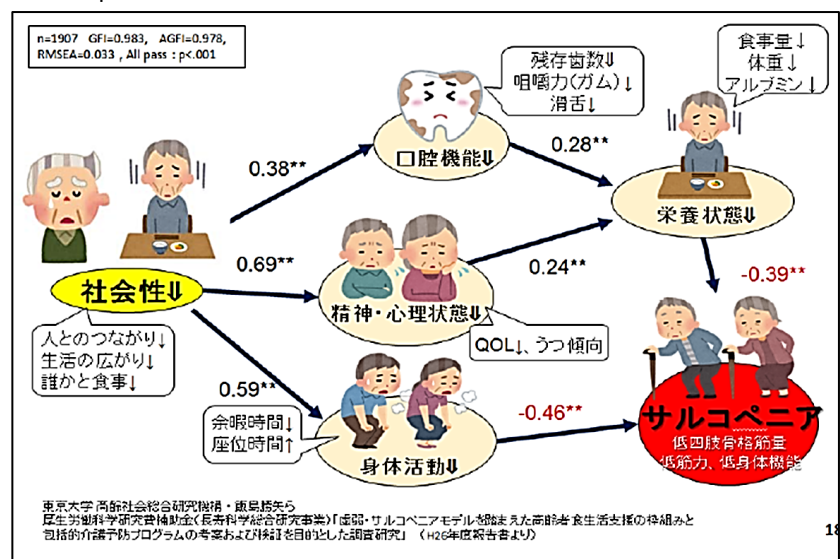 n=1907 GFI=0.983, AGFI=0.978,
RMSEA=0.033 , All pass : p<.001
残存歯数⇓
咀嚼力(ガム)↓
滑舌↓
食事量↓
体重↓
アルブミン↓
0.38**
口腔機能⇓
0.28**
栄養状態⇓
0.69**
0.24**
-0.39**
社会性⇓
精神・心理状態⇓
人とのつながり↓
生活の広がり↓
誰かと食事↓
QOL↓、うつ傾向
0.59**
余暇時間↓
座位時間↑
身体活動⇓
-0.46**
サルコペニア
低四肢骨格筋量
低筋力、低身体機能
東京大学 高齢社会総合研究機構・飯島勝矢ら
厚生労働科学研究費補助金(長寿科学総合研究事業)「虚弱・サルコペニアモデルを踏まえた高齢者食生活支援の枠組みと
包括的介護予防プログラムの考案および検証を目的とした調査研究」 (H26年度報告書より)
18